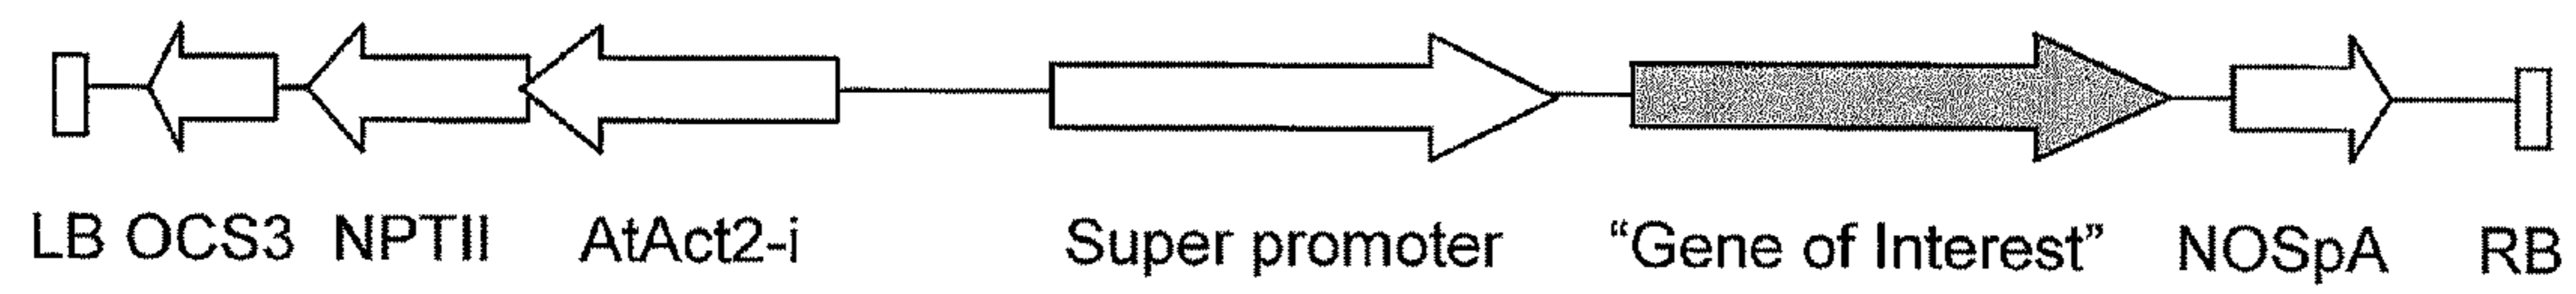 LB OCS3 NPTII AtAct2-i Super promoter “Gene of Interest” NOSpA RB